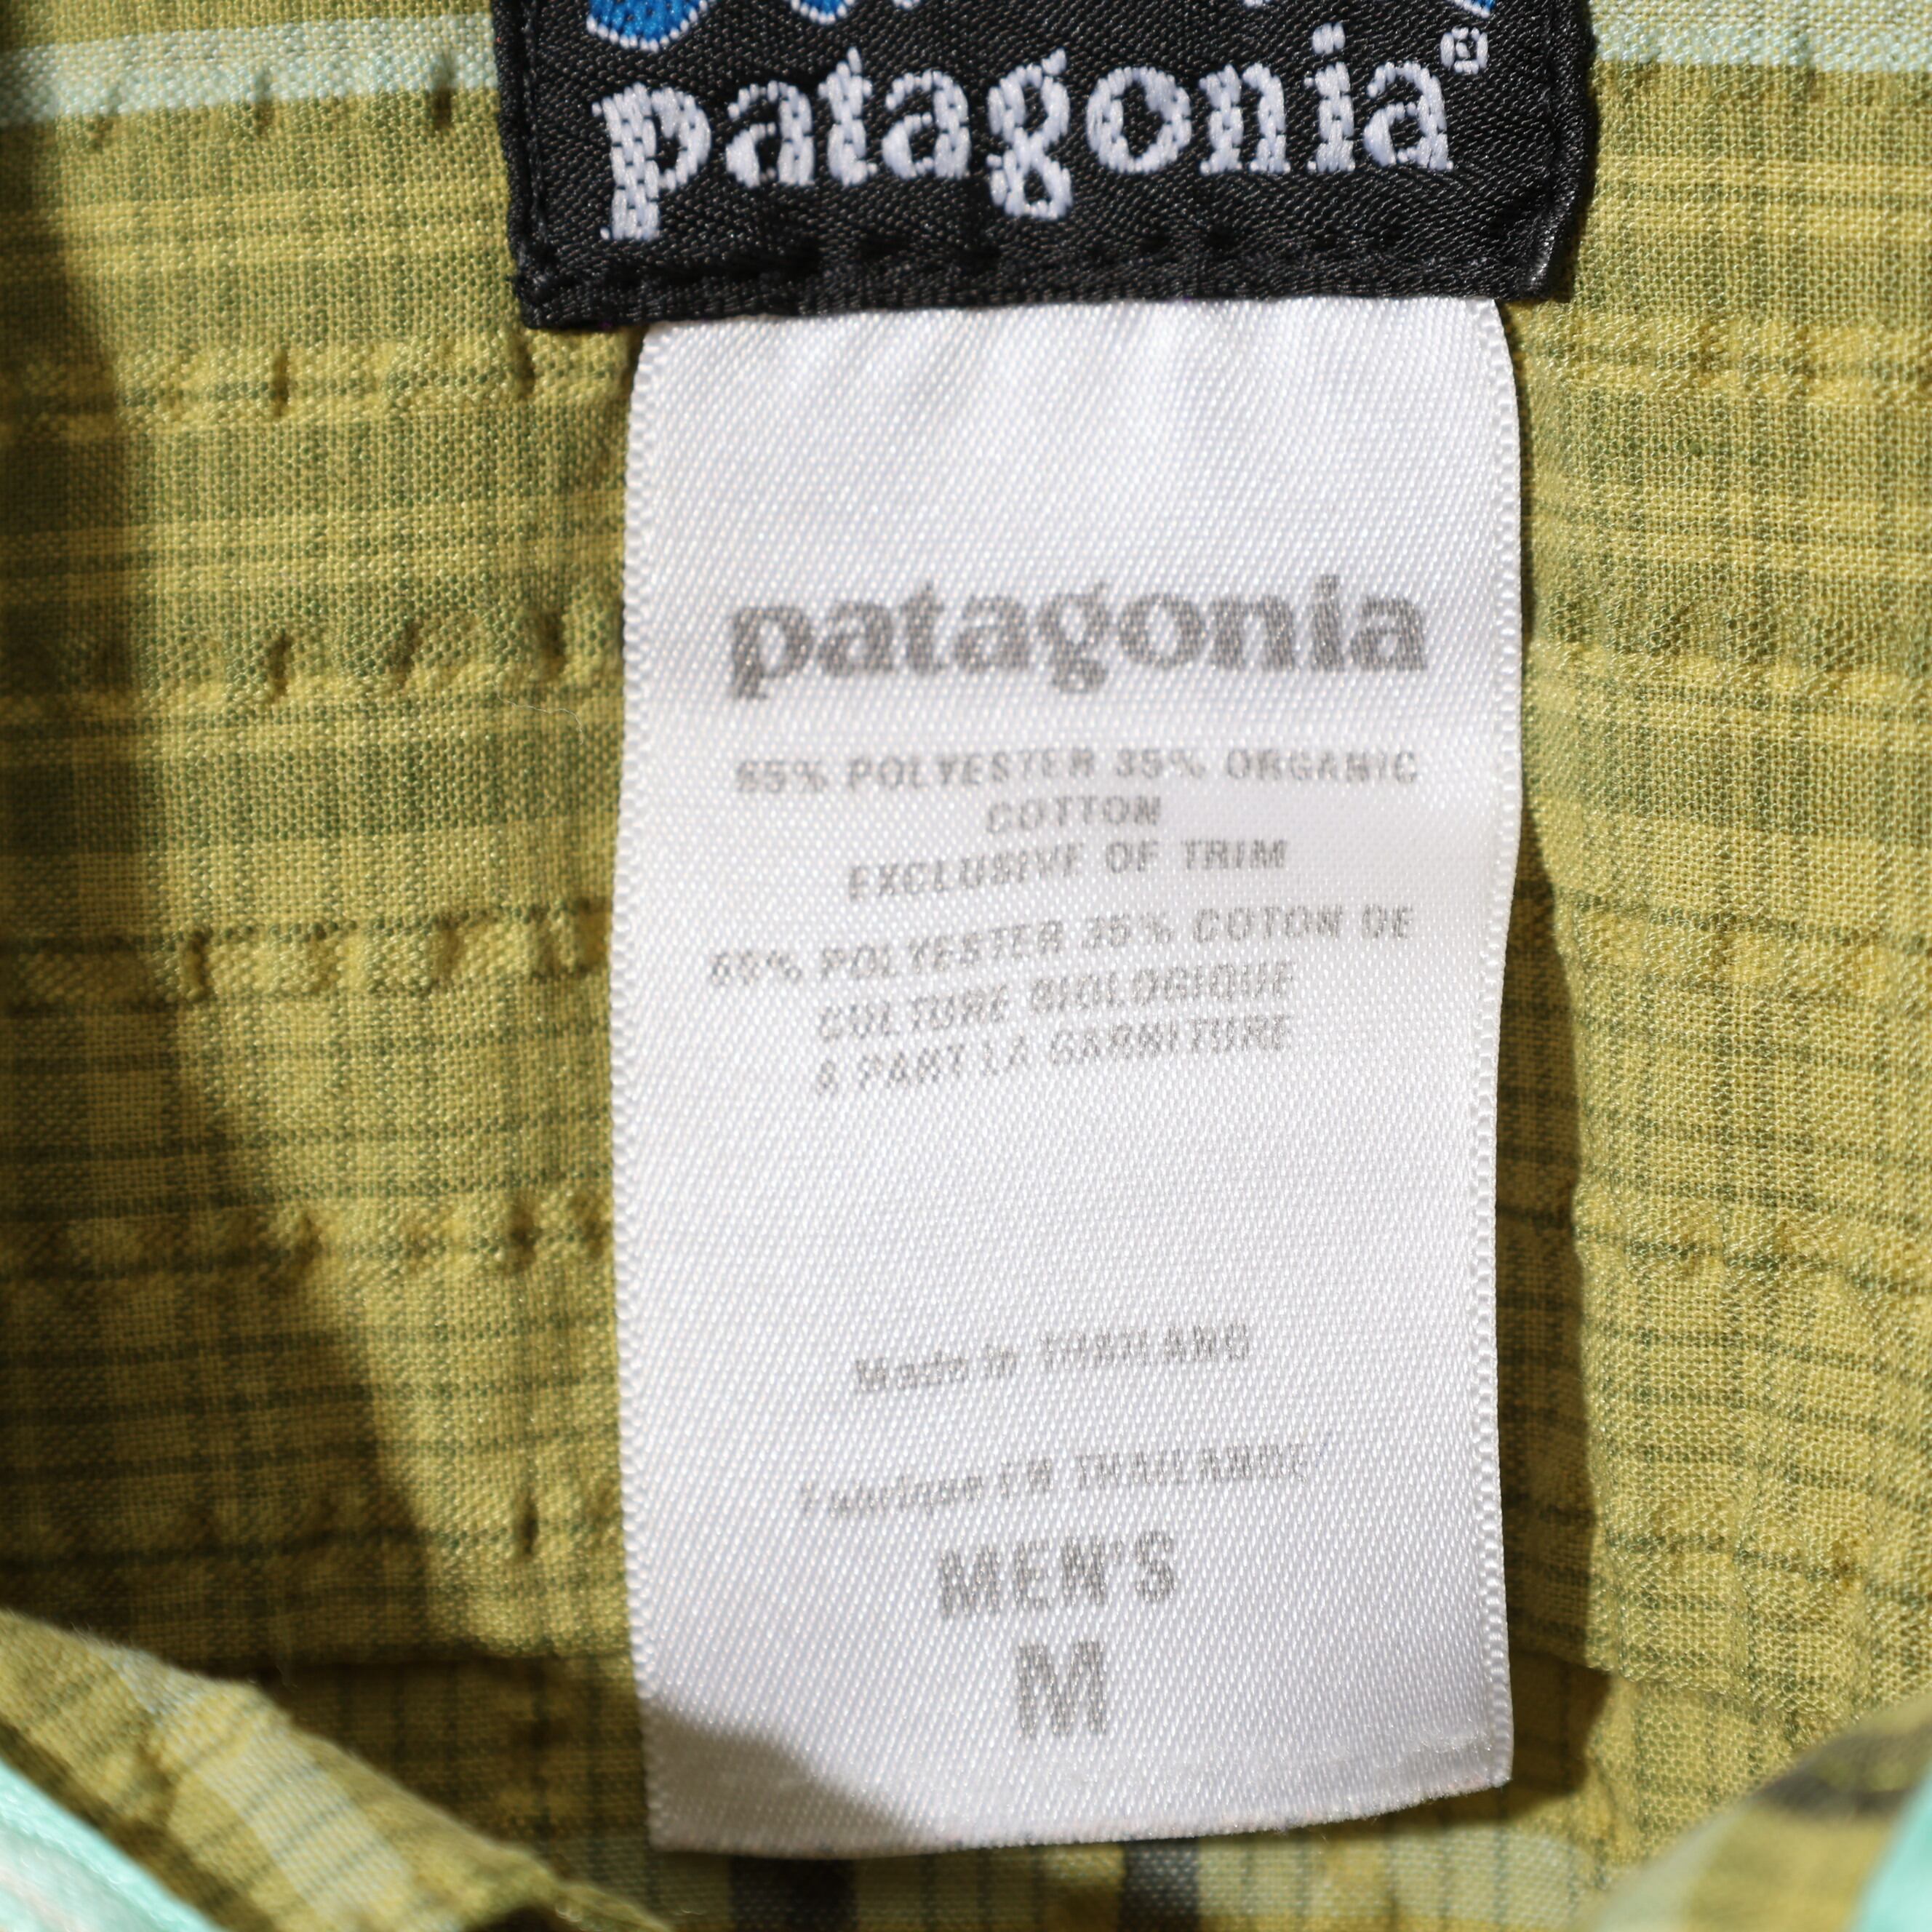 patagonia®
patagonia
65% POLYESTER 35% ORGANIC
COTTON
EXCLUSIVE OF TRIM
65% POLYESTER 35% COTON DE
CULTURE BIOLOGIQUE
A PART LA GARNITURE
Made in THAILAND
Fabrique EN THAILANDE
MEN'S
M